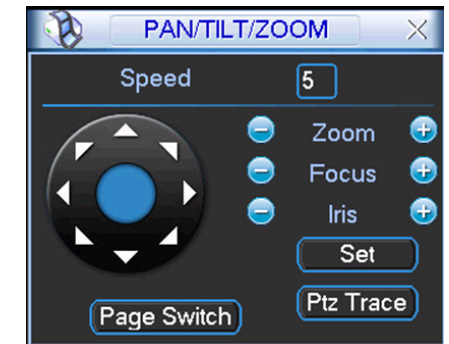 PAN/TILT/ZOOM
Speed 5
Zoom
Focus
Iris
Set
Ptz Trace
Page Switch